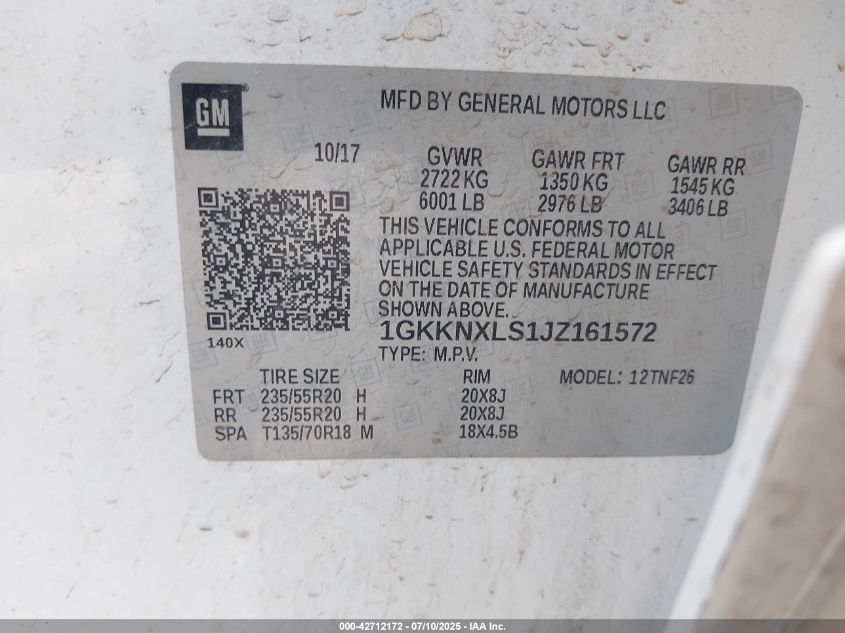 GM ®
MFD BY GENERAL MOTORS LLC
10/17 GVWR GAWR FRT GAWR RR
2722 KG 1350 KG 1545 KG
6001 LB 2976 LB 3406 LB
THIS VEHICLE CONFORMS TO ALL
APPLICABLE U.S. FEDERAL MOTOR
VEHICLE SAFETY STANDARDS IN EFFECT
ON THE DATE OF MANUFACTURE
SHOWN ABOVE.
140X
1GKKNXLS1JZ161572
TYPE: M.P.V.
TIRE SIZE RIM MODEL: 12TNF26
FRT 235/55R20 H 20X8J
RR 235/55R20 H 20X8J
SPA T135/70R18 M 18X4.5B
000-42712172 - 07/10/2025 - IAA Inc.